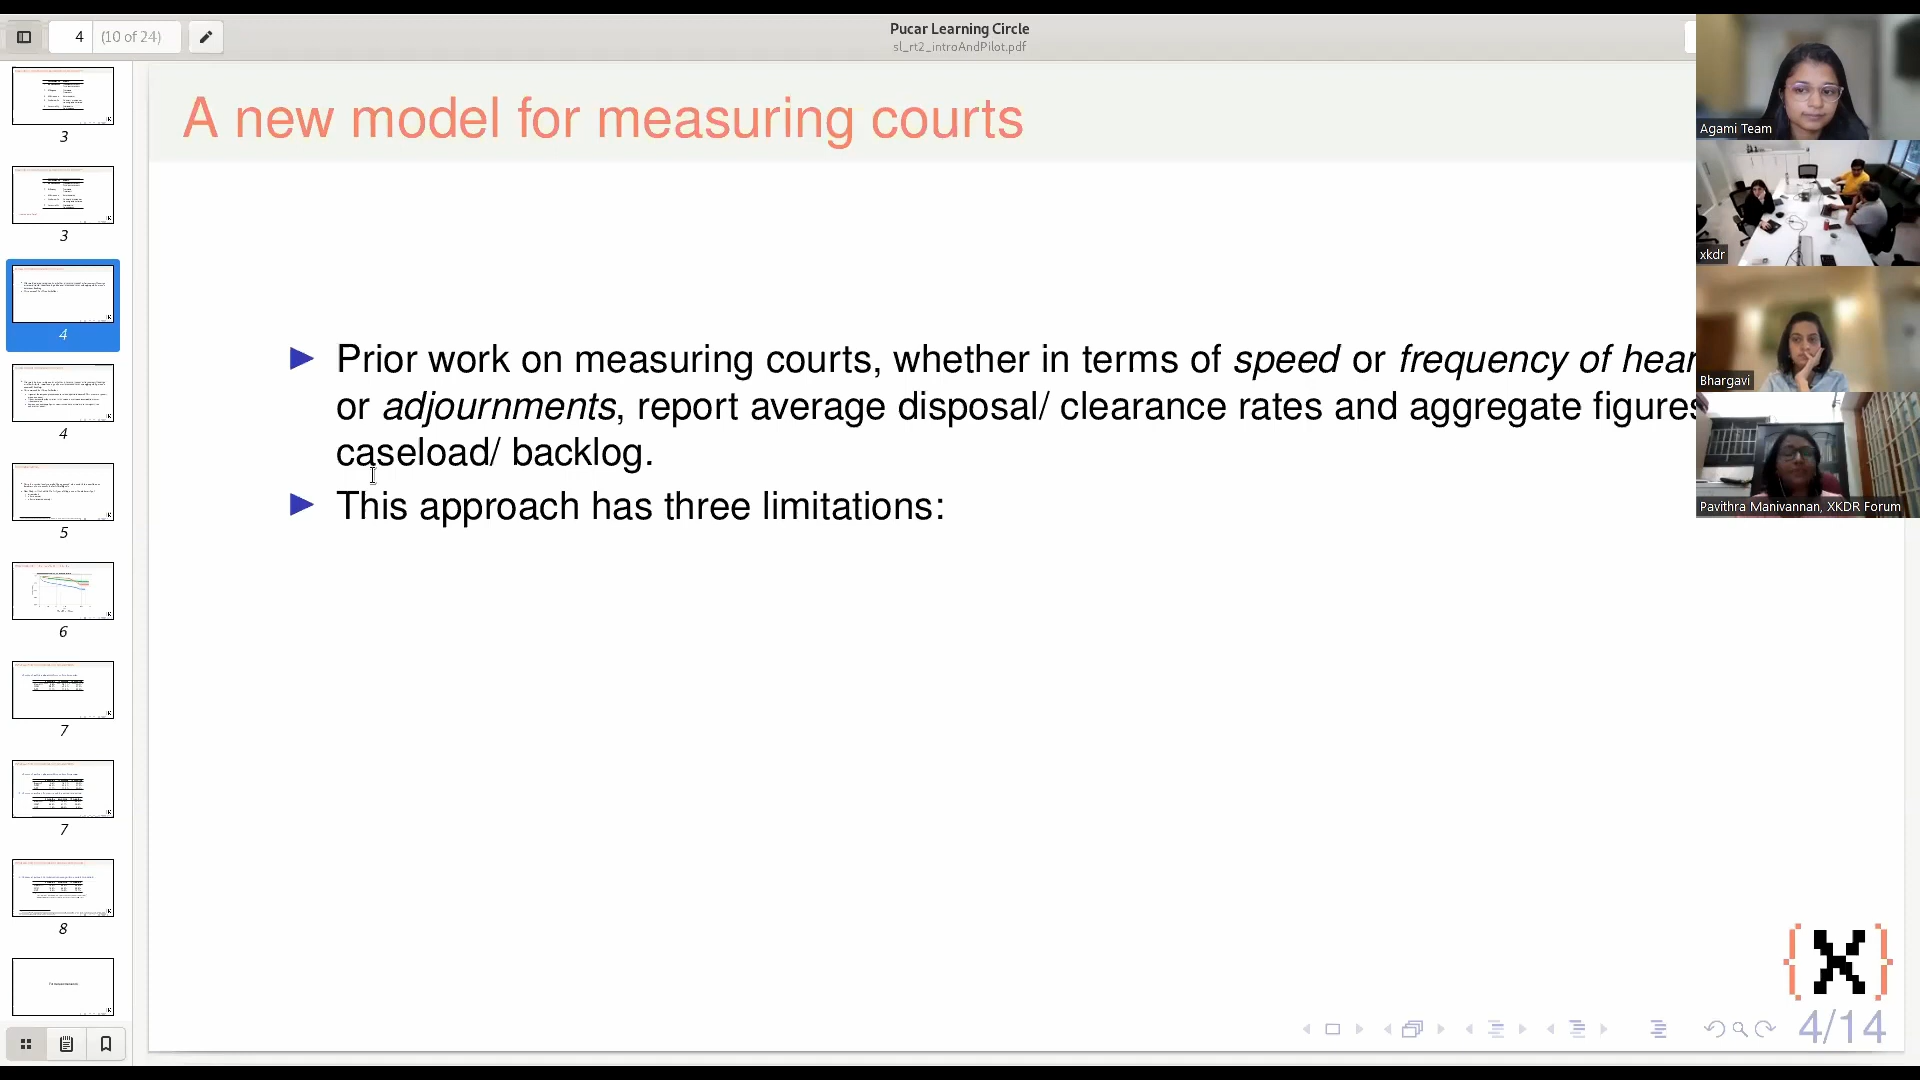 4
(10 of 24)
Pucar Learning Circle
sl_rt2_introAndPilot.pdf
3
3
4
4
5
6
7
7
8
A new model for measuring courts
Prior work on measuring courts, whether in terms of speed or frequency of hear
or adjournments, report average disposal/ clearance rates and aggregate figures
caseload/ backlog.
This approach has three limitations:
Agami Team
xkdr
Bhargavi
Pavithra Manivannan, XKDR Forum
{X}
4/14